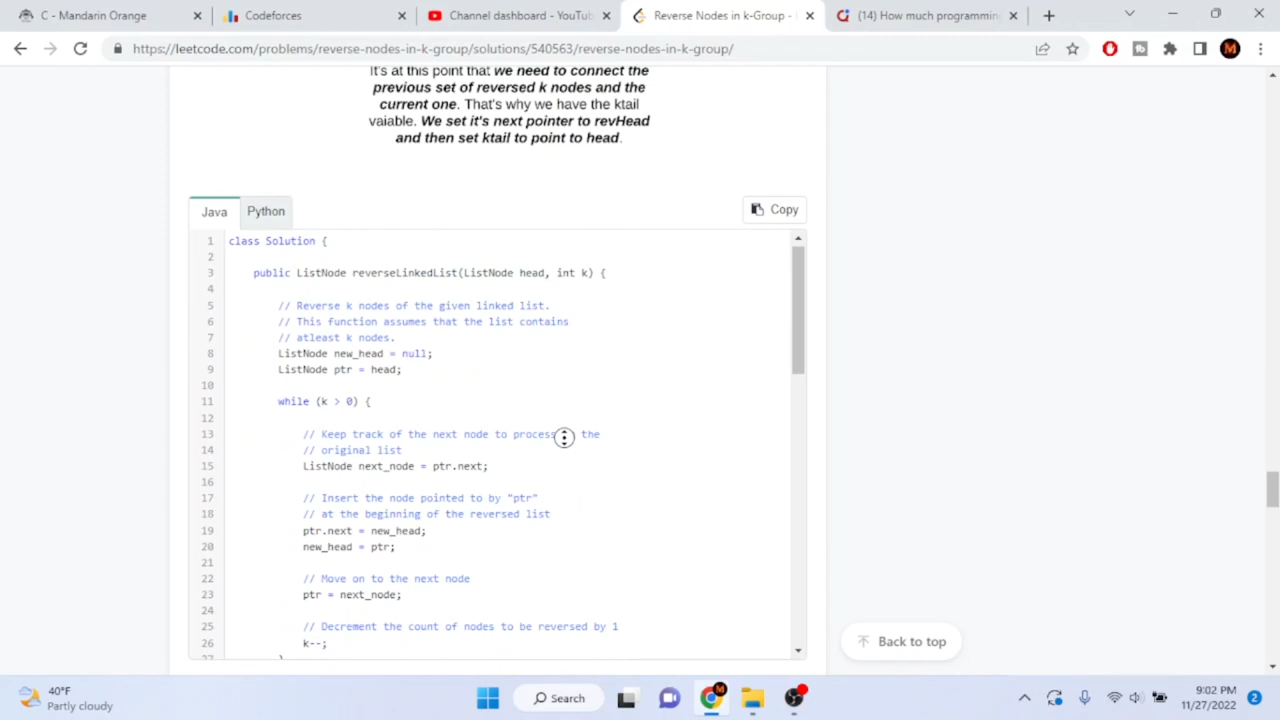 C - Mandarin Orange
Codeforces
Channel dashboard - YouTub
Reverse Nodes in k-Group -
(14) How much programmin
https://leetcode.com/problems/reverse-nodes-in-k-group/solutions/540563/reverse-nodes-in-k-group/
M
It's at this point that we need to connect the
previous set of reversed k nodes and the
current one. That's why we have the ktail
vaiable. We set it's next pointer to revHead
and then set ktail to point to head.
Java
Python
Copy
1 class Solution {
2
3 public ListNode reverseLinkedList(ListNode head, int k) {
4
5 // Reverse k nodes of the given linked list.
6 // This function assumes that the list contains
7 // atleast k nodes.
8 ListNode new_head = null;
9 ListNode ptr = head;
10
11 while (k > 0) {
12
13 // Keep track of the next node to process the
14 // original list
15 ListNode next_node = ptr.next;
16
17 // Insert the node pointed to by "ptr"
18 // at the beginning of the reversed list
19 ptr.next = new_head;
20 new_head = ptr;
21
22 // Move on to the next node
23 ptr = next_node;
24
25 // Decrement the count of nodes to be reversed by 1
26 k--;
27 }
Back to top
40°F
Partly cloudy
Search
M
9:02 PM
11/27/2022
2